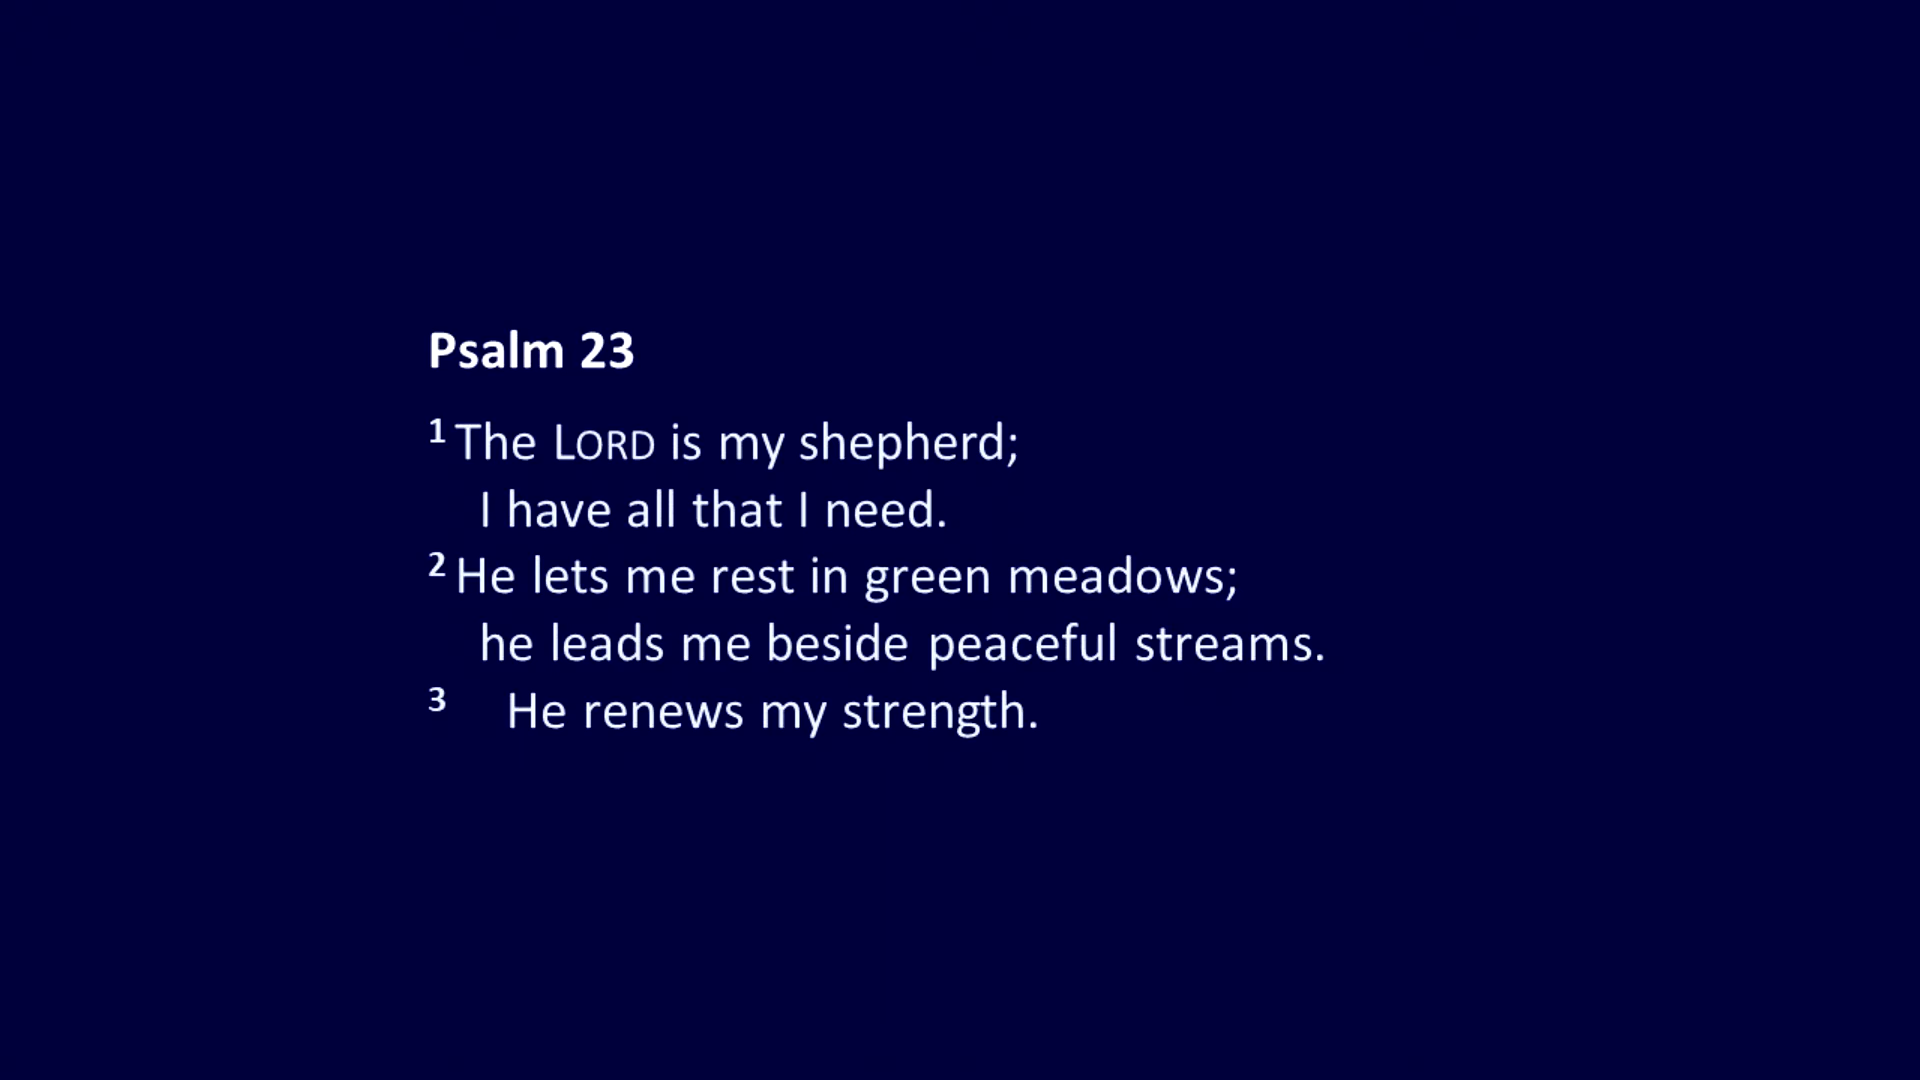 Psalm 23
1 The LORD is my shepherd;
I have all that I need.
2 He lets me rest in green meadows;
he leads me beside peaceful streams.
3 He renews my strength.